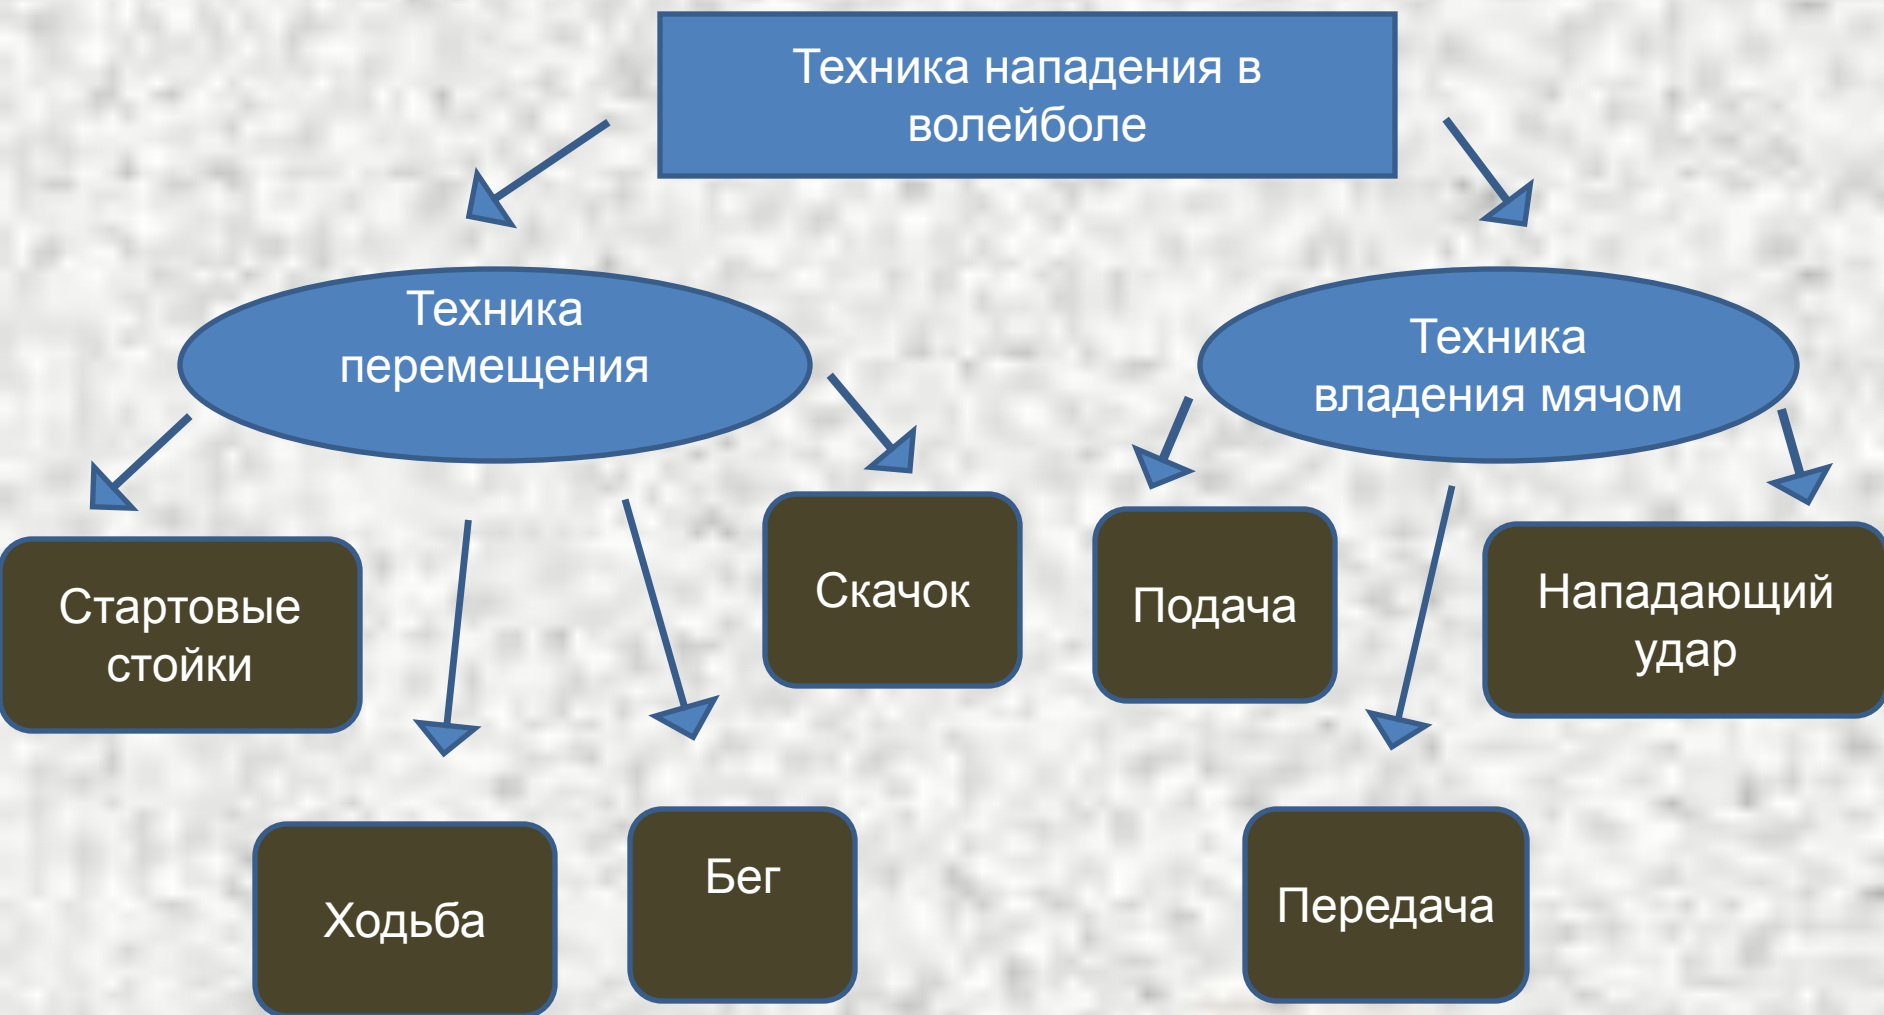 Техника нападения в
волейболе
Техника
перемещения
Техника
владения мячом
Стартовые
стойки
Ходьба
Бег
Скачок
Подача
Передача
Нападающий
удар